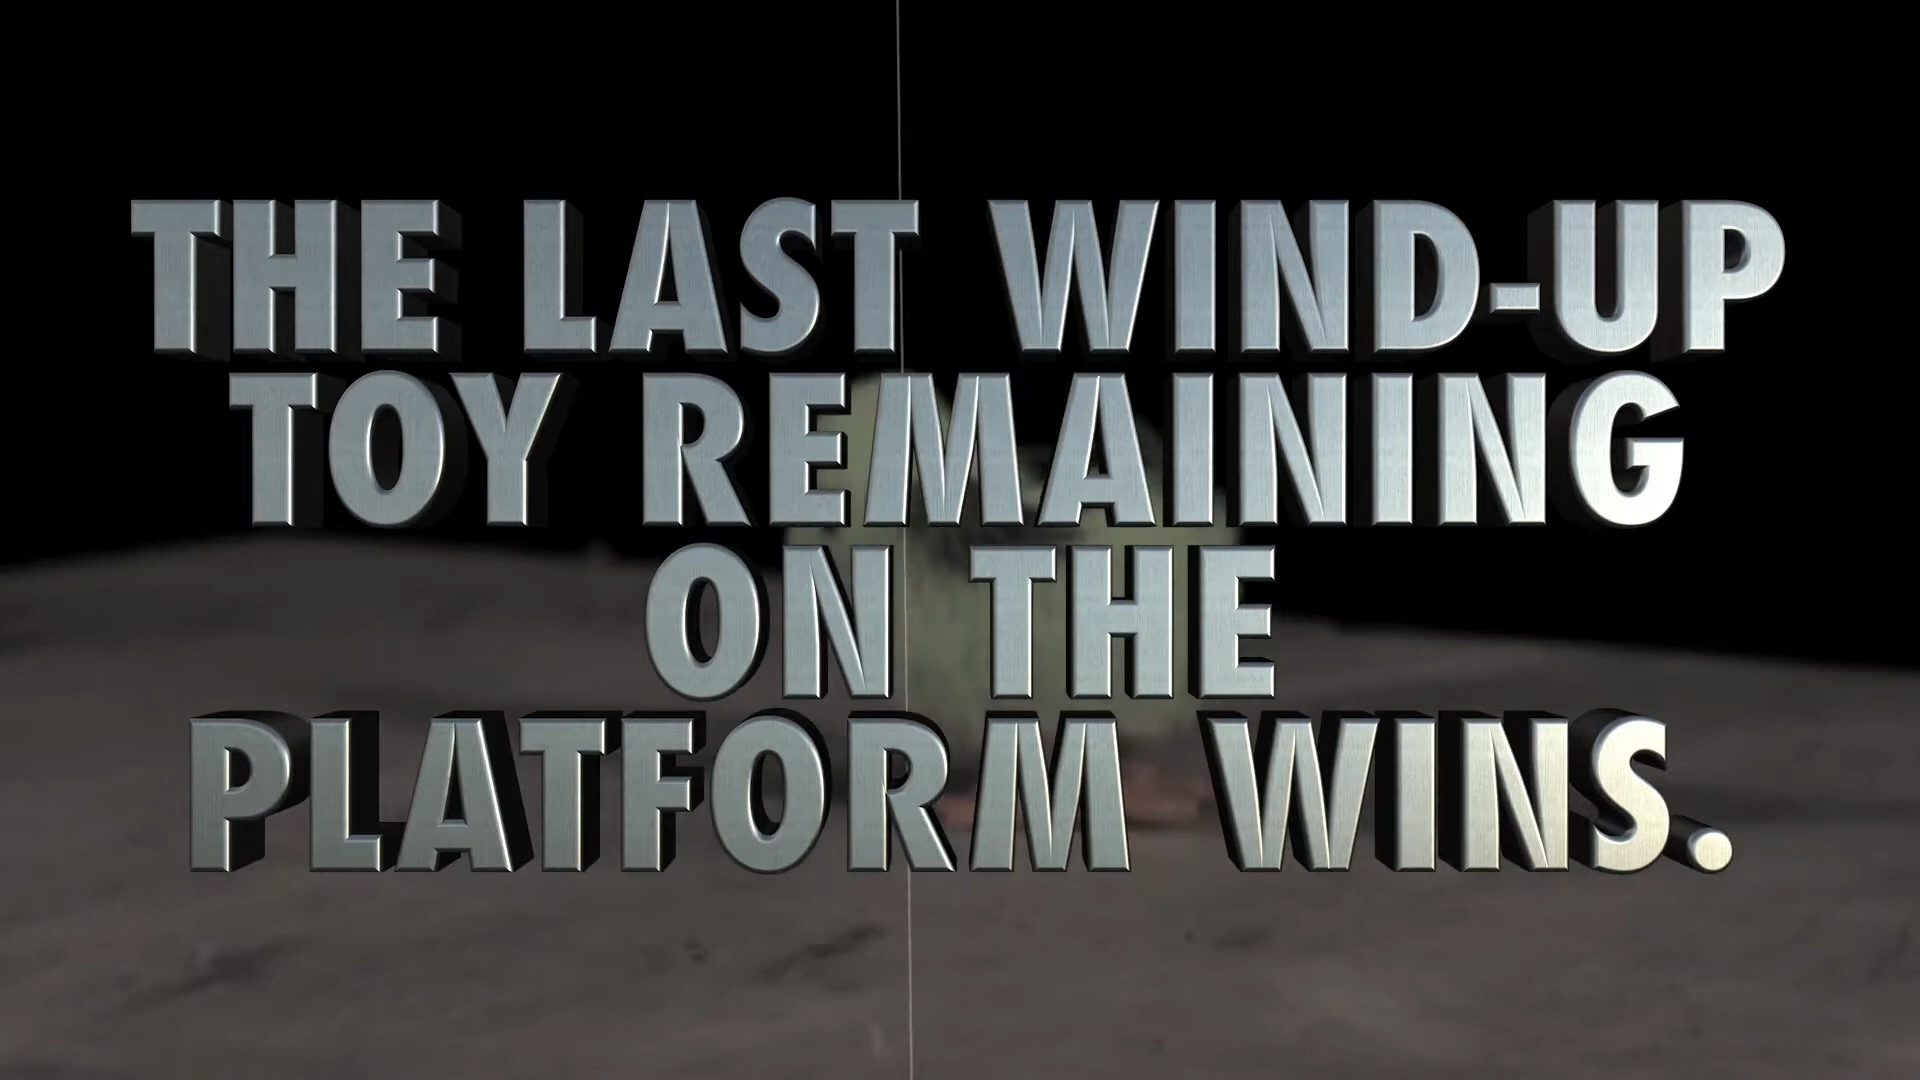 THE LAST WIND-UP
TOY REMAINING
ON THE
PLATFORM WINS.